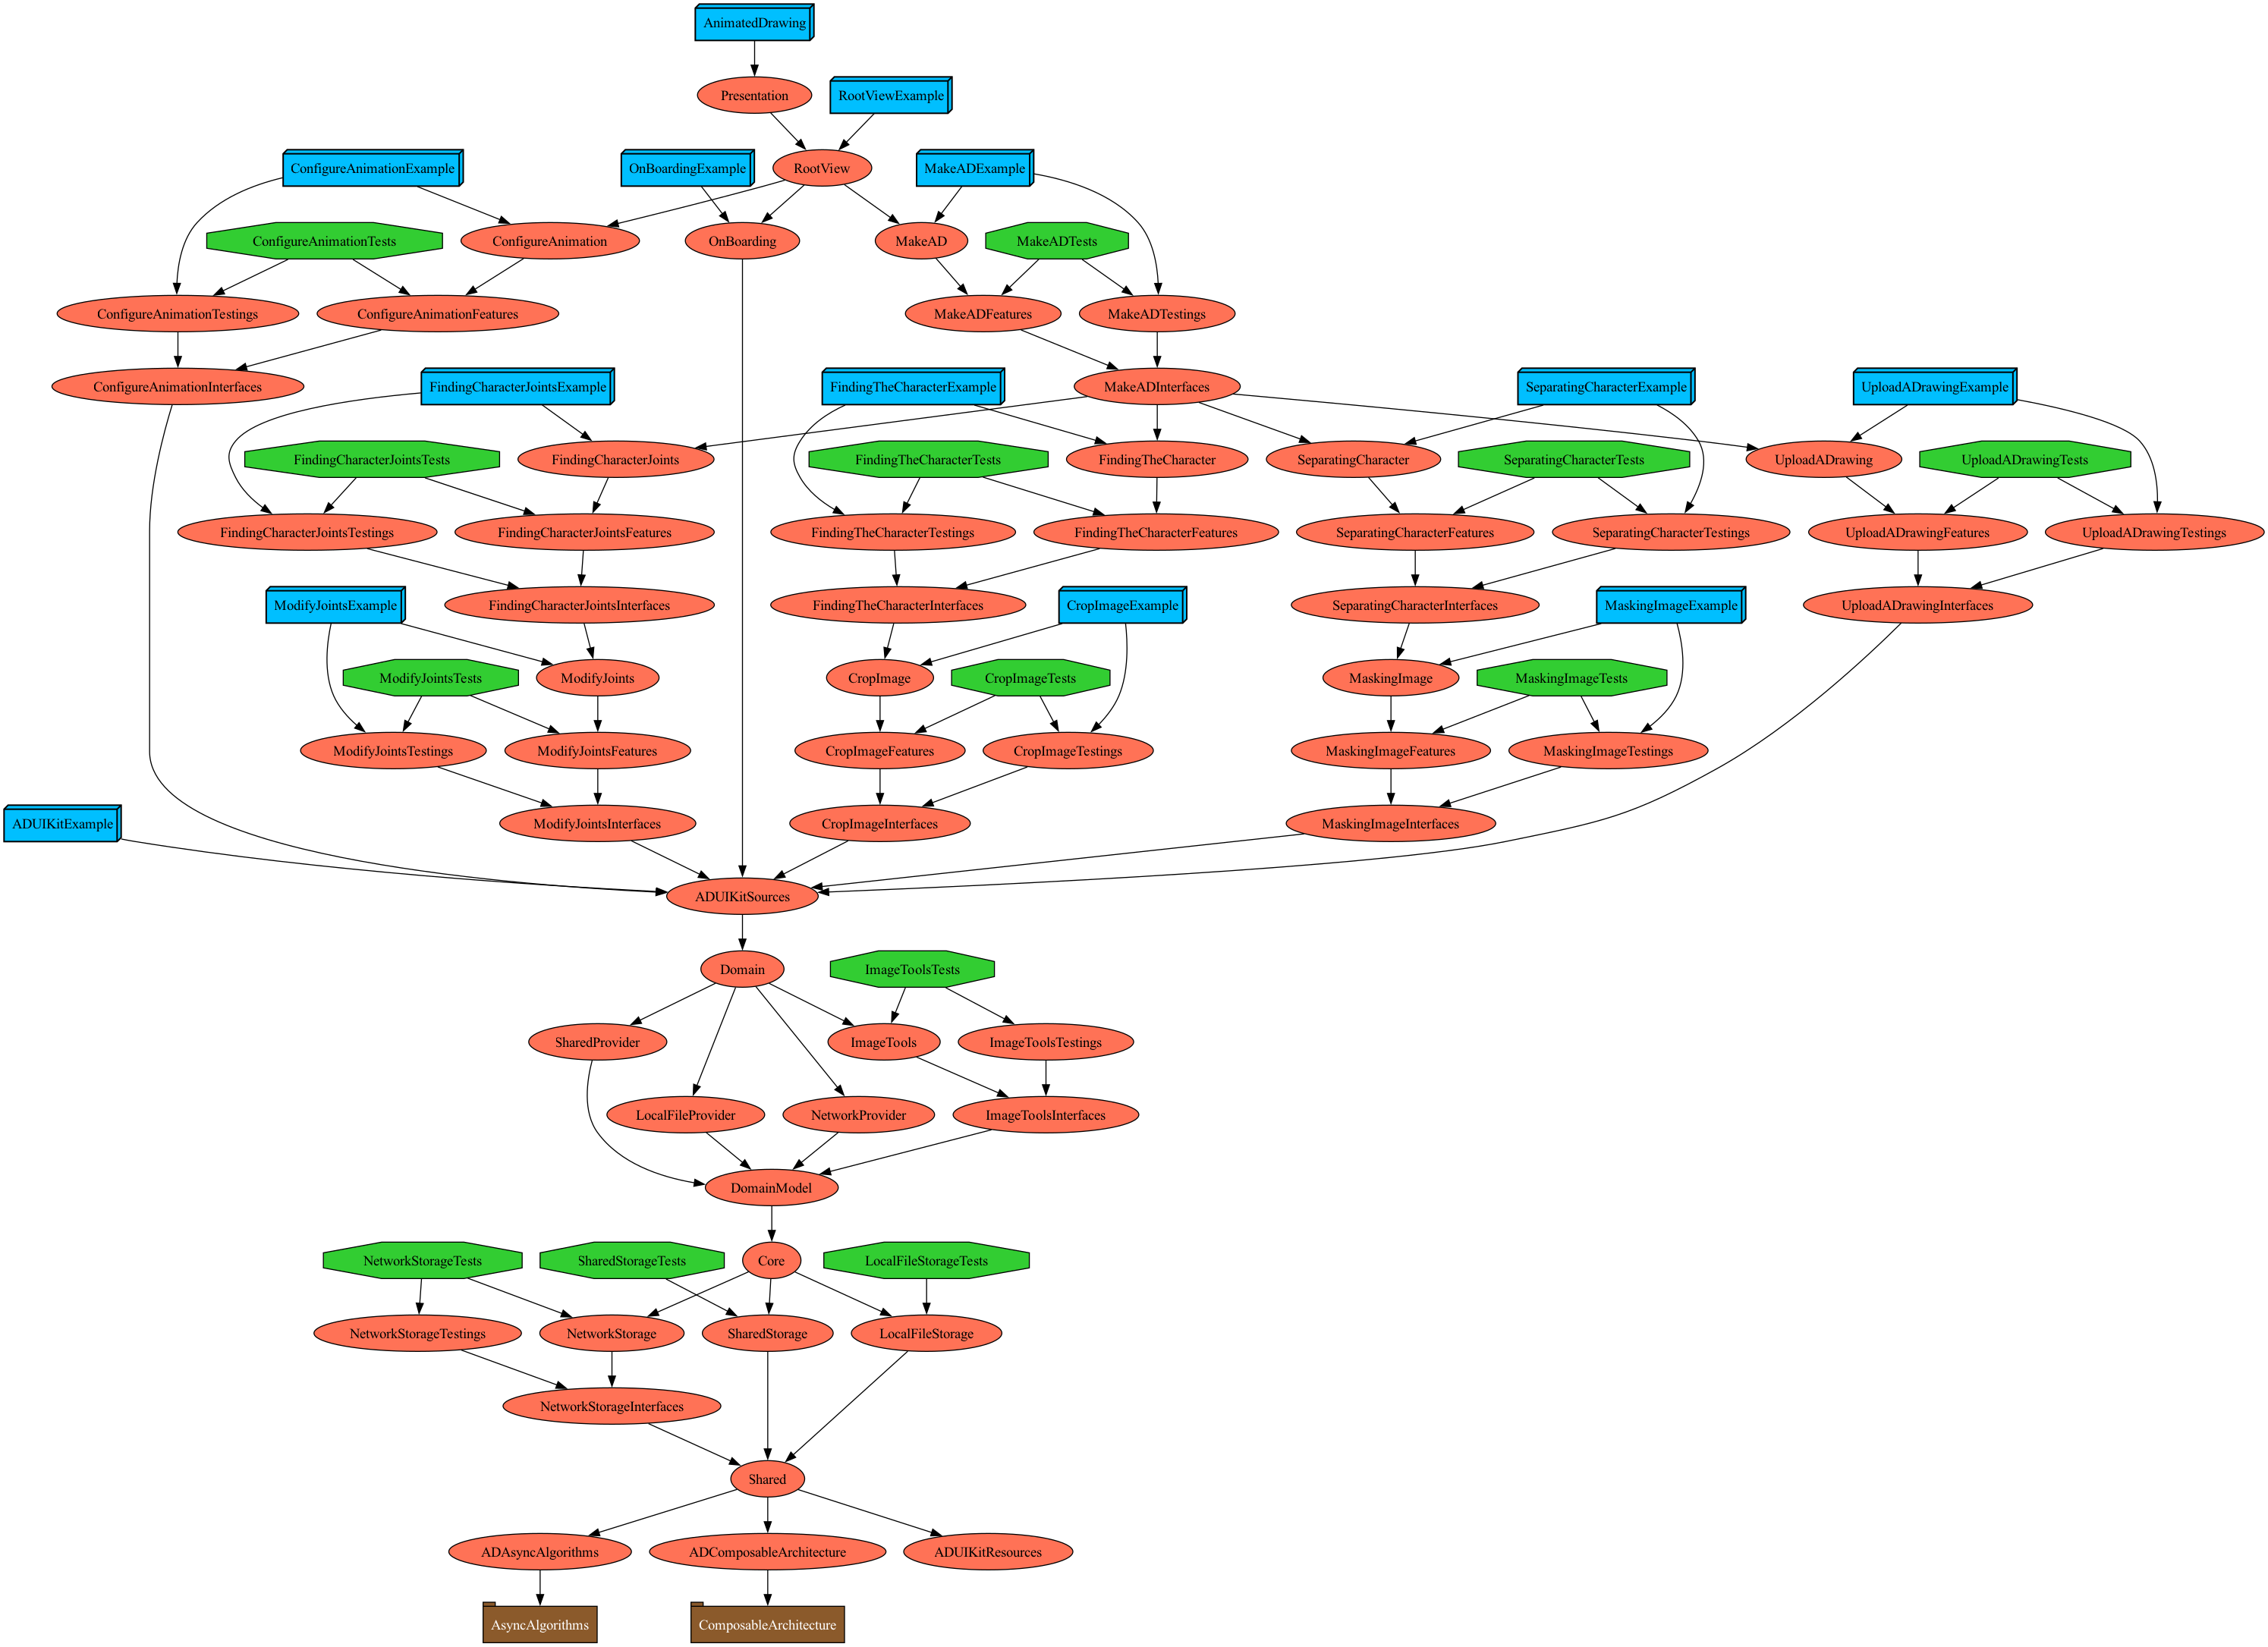 AnimatedDrawing
Presentation
RootViewExample
ConfigureAnimationExample
OnBoardingExample
RootView
MakeADExample
ConfigureAnimationTests
ConfigureAnimation
OnBoarding
MakeAD
MakeADTests
ConfigureAnimationTestings
ConfigureAnimationFeatures
MakeADFeatures
MakeADTestings
ConfigureAnimationInterfaces
FindingCharacterJointsExample
FindingTheCharacterExample
MakeADInterfaces
SeparatingCharacterExample
UploadADrawingExample
FindingCharacterJointsTests
FindingCharacterJoints
FindingTheCharacterTests
FindingTheCharacter
SeparatingCharacter
SeparatingCharacterTests
UploadADrawing
UploadADrawingTests
FindingCharacterJointsTestings
FindingCharacterJointsFeatures
FindingTheCharacterTestings
FindingTheCharacterFeatures
SeparatingCharacterFeatures
SeparatingCharacterTestings
UploadADrawingFeatures
UploadADrawingTestings
ModifyJointsExample
FindingCharacterJointsInterfaces
FindingTheCharacterInterfaces
CropImageExample
SeparatingCharacterInterfaces
MaskingImageExample
UploadADrawingInterfaces
ModifyJointsTests
ModifyJoints
CropImage
CropImageTests
MaskingImage
MaskingImageTests
ModifyJointsTestings
ModifyJointsFeatures
CropImageFeatures
CropImageTestings
MaskingImageFeatures
MaskingImageTestings
ADUIKitExample
ModifyJointsInterfaces
CropImageInterfaces
MaskingImageInterfaces
ADUIKitSources
Domain
ImageToolsTests
SharedProvider
ImageTools
ImageToolsTestings
LocalFileProvider
NetworkProvider
ImageToolsInterfaces
DomainModel
NetworkStorageTests
SharedStorageTests
Core
LocalFileStorageTests
NetworkStorageTestings
NetworkStorage
SharedStorage
LocalFileStorage
NetworkStorageInterfaces
Shared
ADAsyncAlgorithms
ADComposableArchitecture
ADUIKitResources
AsyncAlgorithms
ComposableArchitecture